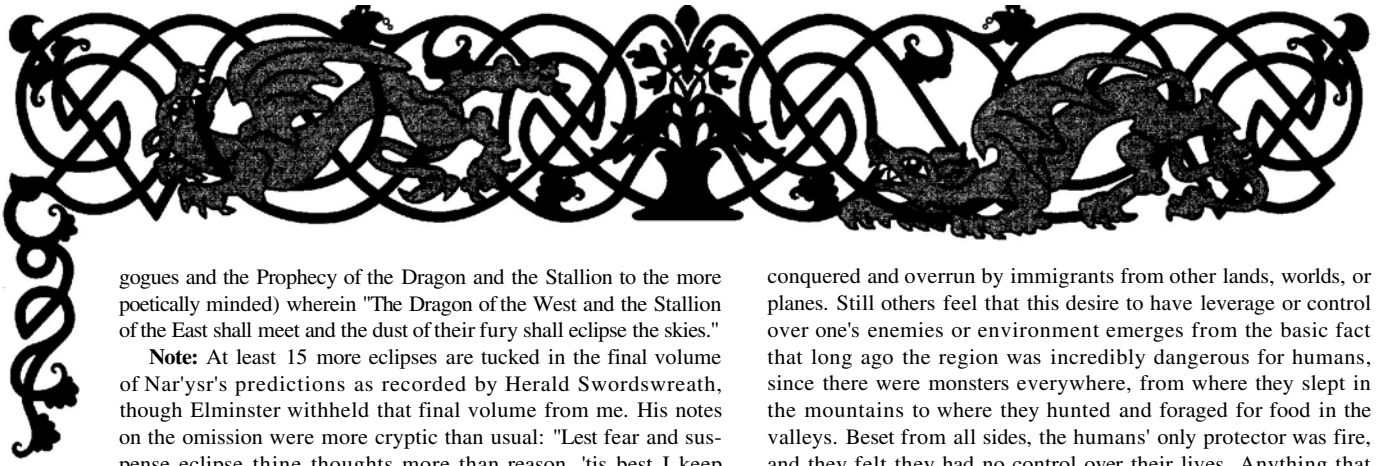 gogues and the Prophecy of the Dragon and the Stallion to the more
poetically minded) wherein "The Dragon of the West and the Stallion
of the East shall meet and the dust of their fury shall eclipse the skies."
Note: At least 15 more eclipses are tucked in the final volume
of Nar'ysr's predictions as recorded by Herald Swordswreath,
though Elminster withheld that final volume from me. His notes
on the omission were more cryptic than usual: "Lest fear and sus-
pense eclipse thine thoughts more than reason, 'tis best I keep
conquered and overrun by immigrants from other lands, worlds, or
planes. Still others feel that this desire to have leverage or control
over one's enemies or environment emerges from the basic fact
that long ago the region was incredibly dangerous for humans,
since there were monsters everywhere, from where they slept in
the mountains to where they hunted and foraged for food in the
valleys. Beset from all sides, the humans' only protector was fire,
and they felt they had no control over their lives. Anything that